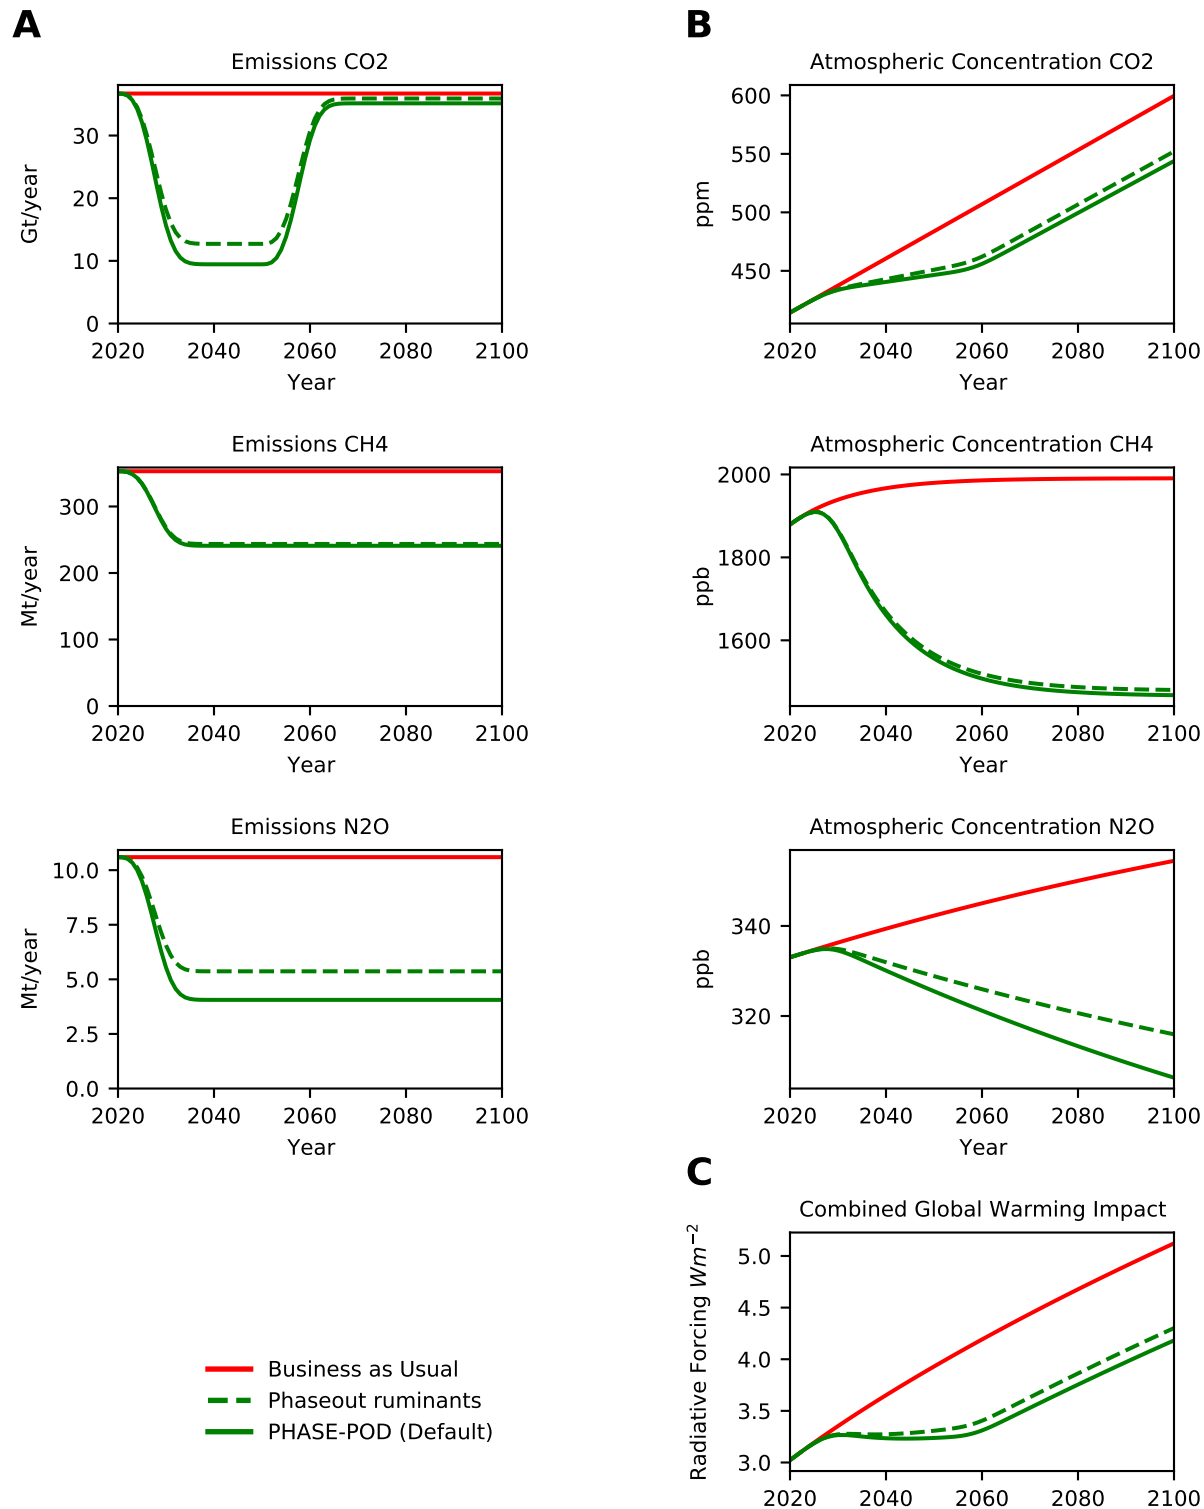 A
B
Emissions CO2
Gt/year
30
20
10
0
2020 2040 2060 2080 2100
Year
Atmospheric Concentration CO2
ppm
600
550
500
450
2020 2040 2060 2080 2100
Year
Emissions CH4
Mt/year
300
200
100
0
2020 2040 2060 2080 2100
Year
Atmospheric Concentration CH4
ppb
2000
1800
1600
2020 2040 2060 2080 2100
Year
Emissions N2O
Mt/year
10.0
7.5
5.0
2.5
0.0
2020 2040 2060 2080 2100
Year
Atmospheric Concentration N2O
ppb
340
320
2020 2040 2060 2080 2100
Year
C
Combined Global Warming Impact
Radiative Forcing Wm⁻²
5.0
4.5
4.0
3.5
3.0
2020 2040 2060 2080 2100
Business as Usual
Phaseout ruminants
PHASE-POD (Default)